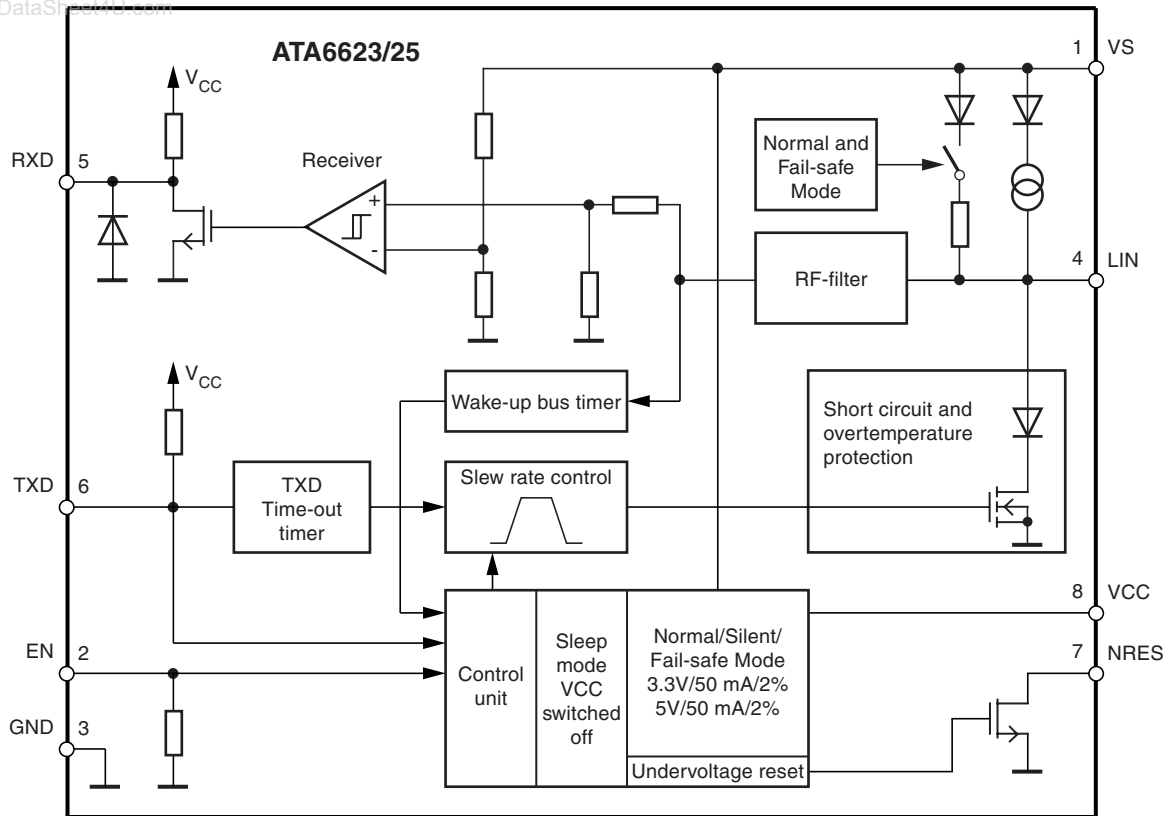 DataSheet4U.com
ATA6623/25
1 VS
VCC
RXD 5
Receiver
+
-
Normal and
Fail-safe
Mode
RF-filter
4 LIN
VCC
Wake-up bus timer
Short circuit and
overtemperature
protection
TXD 6
TXD
Time-out
timer
Slew rate control
8 VCC
7 NRES
EN 2
GND 3
Control
unit
Sleep
mode
VCC
switched
off
Normal/Silent/
Fail-safe Mode
3.3V/50 mA/2%
5V/50 mA/2%
Undervoltage reset